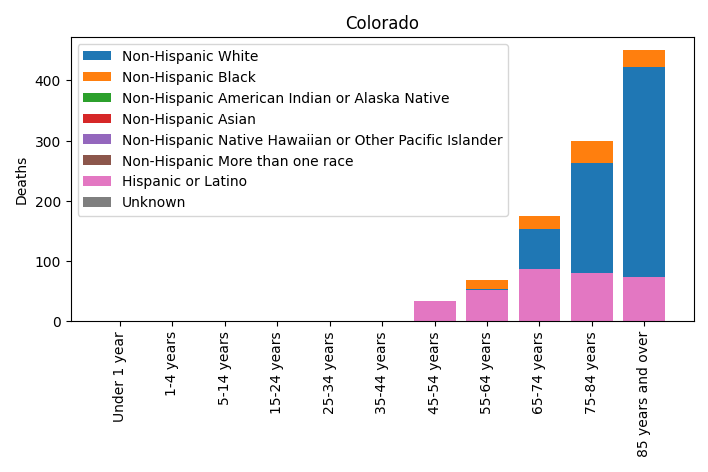 Colorado
Non-Hispanic White
Non-Hispanic Black
Non-Hispanic American Indian or Alaska Native
Non-Hispanic Asian
Non-Hispanic Native Hawaiian or Other Pacific Islander
Non-Hispanic More than one race
Hispanic or Latino
Unknown
Deaths
400
300
200
100
0
Under 1 year
1-4 years
5-14 years
15-24 years
25-34 years
35-44 years
45-54 years
55-64 years
65-74 years
75-84 years
85 years and over